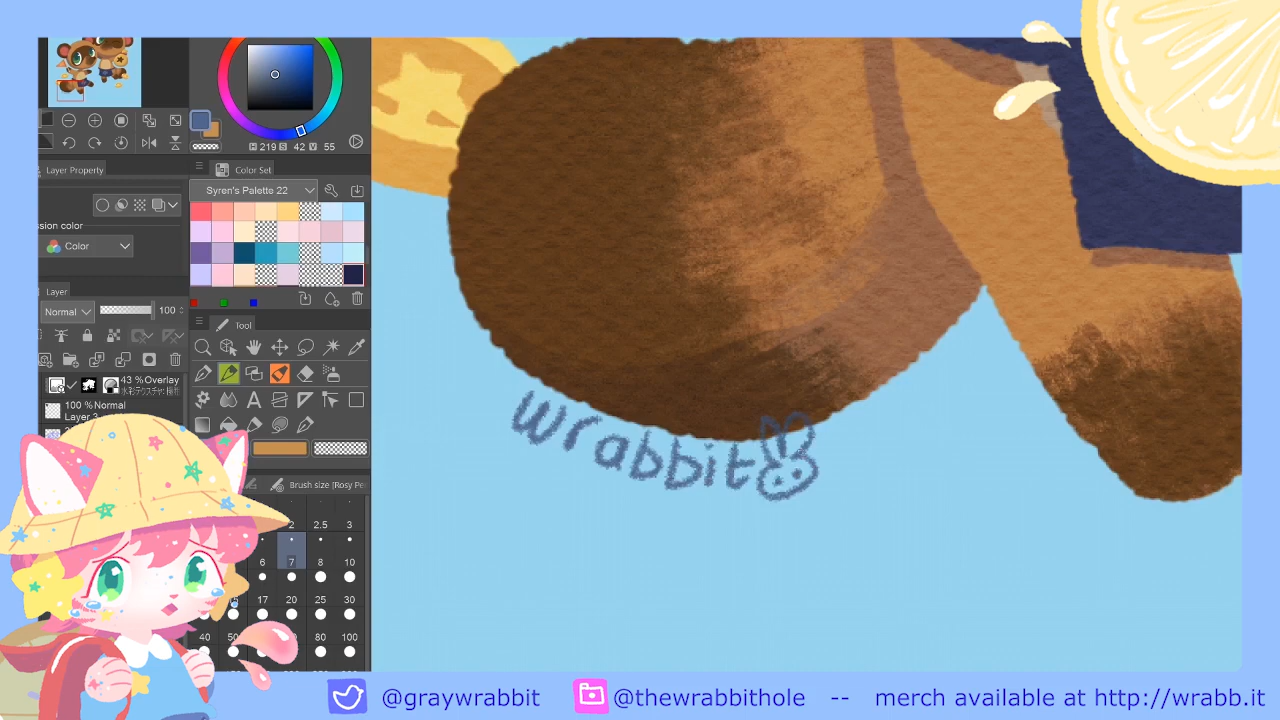 H 219 S 42 V 55
Layer Property
Color Set
Syren's Palette 22
Color
Layer
Normal
100
Tool
43 % Overlay
100 % Normal
Brush size [Rosy Pe
2 2.5 3
6 7 8 10
17 20 25 30
40 50 80 100
wrabbit
@graywrabbit @thewrabbithole -- merch available at http://wrabb.it